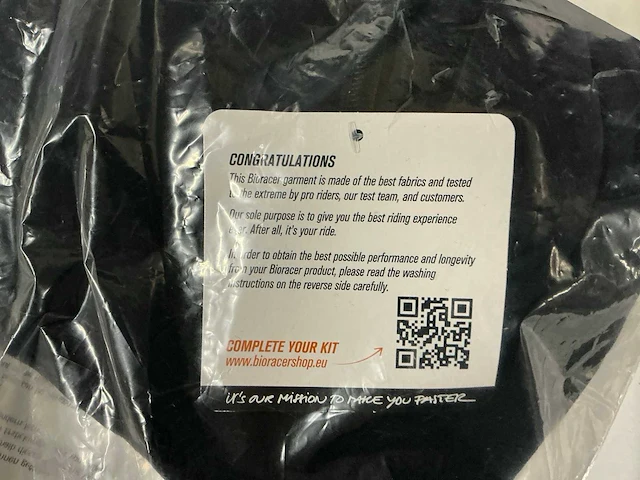 CONGRATULATIONS
This Bioracer garment is made of the best fabrics and tested
to the extreme by pro riders, our test team, and customers.
Our sole purpose is to give you the best riding experience
ever. After all, it's your ride.
In order to obtain the best possible performance and longevity
from your Bioracer product, please read the washing
instructions on the reverse side carefully.
COMPLETE YOUR KIT
www.bioracershop.eu
IT'S OUR MISSION TO MAKE YOU FASTER